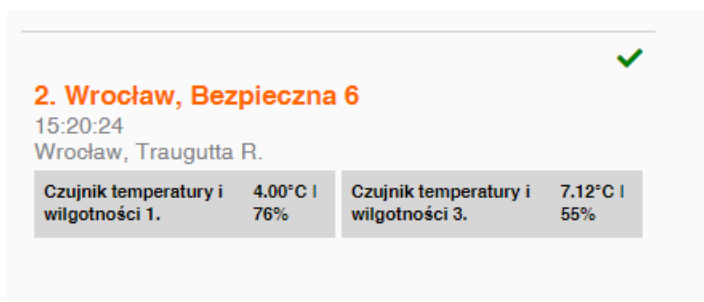 2. Wrocław, Bezpieczna 6
15:20:24
Wrocław, Traugutta R.
Czujnik temperatury i wilgotności 1.
4.00°C |
76%
Czujnik temperatury i wilgotności 3.
7.12°C |
55%